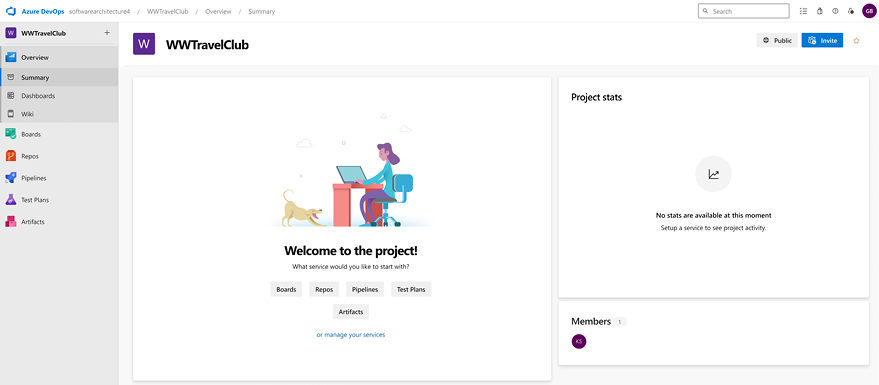 Azure DevOps softwarearchitecture4 / WWTravelClub / Overview / Summary
Search
GB
W WWTravelClub +
Overview
Summary
Dashboards
Wiki
Boards
Repos
Pipelines
Test Plans
Artifacts
W WWTravelClub
Public
Invite
Welcome to the project!
What service would you like to start with?
Boards Repos Pipelines Test Plans
Artifacts
or manage your services
Project stats
No stats are available at this moment
Setup a service to see project activity.
Members 1
KS